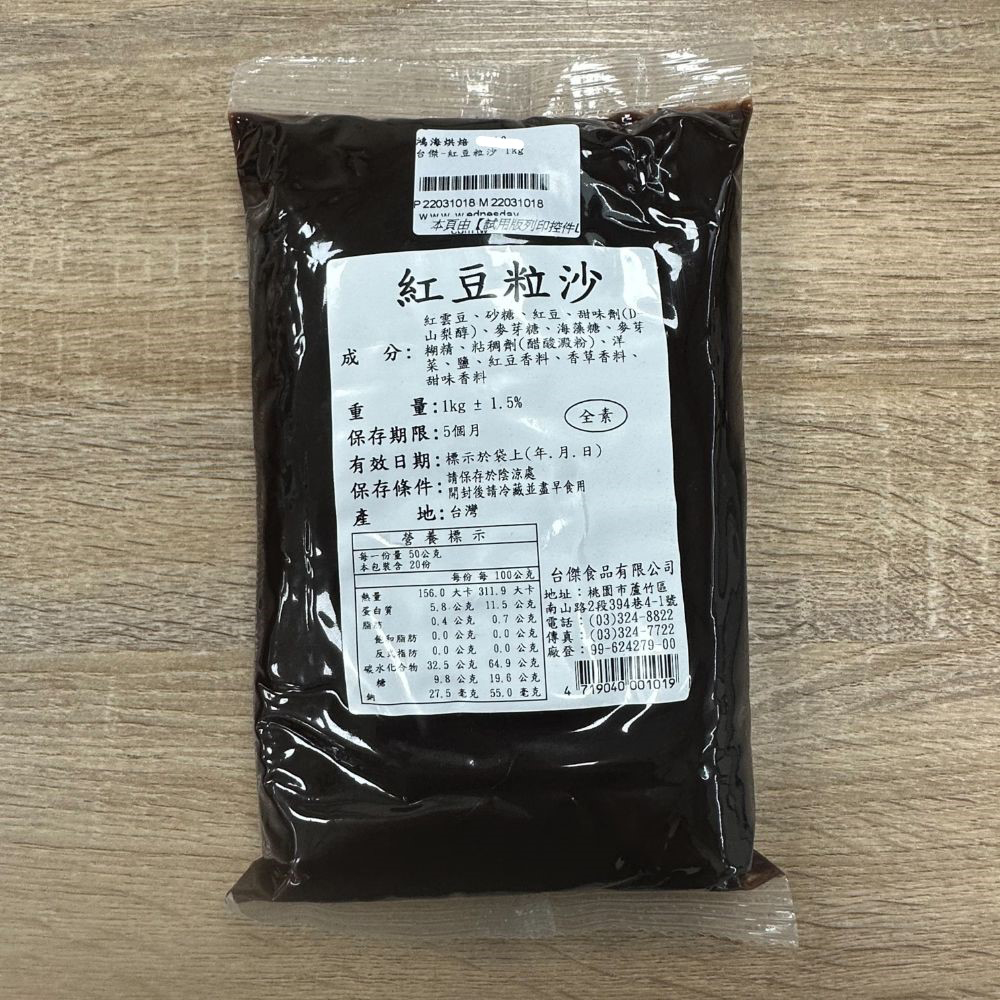 鴻海烘焙
台傑-紅豆粒沙 1kg
P 22031018 M 22031018
本頁由【試用版列印控件L
紅豆粒沙
成 分：
紅雲豆、砂糖、紅豆、甜味劑(D-
山梨醇)、麥芽糖、海藻糖、麥芽
糊精、粘稠劑(醋酸澱粉)、洋
菜、鹽、紅豆香料、香草香料、
甜味香料
重 量：1kg ± 1.5%
全素
保存期限：5個月
有效日期：標示於袋上(年.月.日)
保存條件：請保存於陰涼處
開封後請冷藏並盡早食用
產 地：台灣
營養標示
每一份量 50公克
本包裝含 20份
每份 每 100公克
熱量 156.0 大卡 311.9 大卡
蛋白質 5.8 公克 11.5 公克
脂肪 0.4 公克 0.7 公克
飽和脂肪 0.0 公克 0.0 公克
反式脂肪 0.0 公克 0.0 公克
碳水化合物 32.5 公克 64.9 公克
糖 9.8 公克 19.6 公克
鈉 27.5 毫克 55.0 毫克
台傑食品有限公司
地址：桃園市蘆竹區
南山路2段394巷4-1號
電話：(03)324-8822
傳真：(03)324-7722
廠登：99-624279-00
4 719040 001019